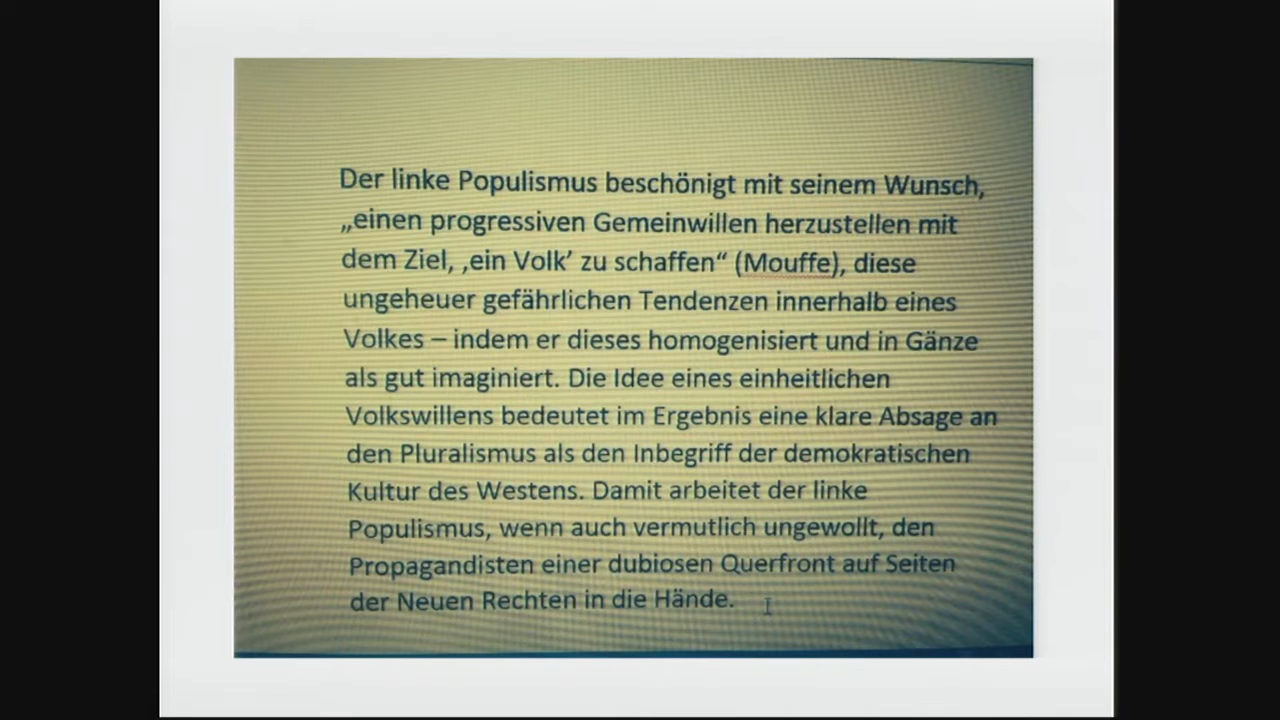 Der linke Populismus beschönigt mit seinem Wunsch,
„einen progressiven Gemeinwillen herzustellen mit
dem Ziel, ‚ein Volk’ zu schaffen“ (Mouffe), diese
ungeheuer gefährlichen Tendenzen innerhalb eines
Volkes – indem er dieses homogenisiert und in Gänze
als gut imaginiert. Die Idee eines einheitlichen
Volkswillens bedeutet im Ergebnis eine klare Absage an
den Pluralismus als den Inbegriff der demokratischen
Kultur des Westens. Damit arbeitet der linke
Populismus, wenn auch vermutlich ungewollt, den
Propagandisten einer dubiosen Querfront auf Seiten
der Neuen Rechten in die Hände.